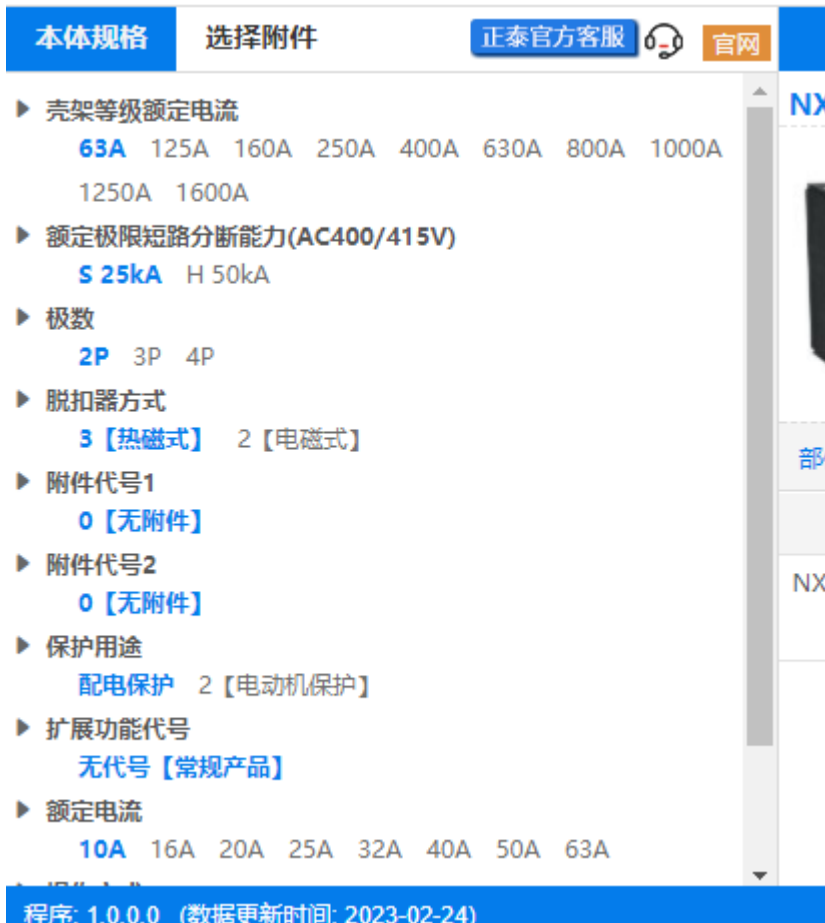 本体规格 选择附件 正泰官方客服 官网
NX
▶ 壳架等级额定电流
63A 125A 160A 250A 400A 630A 800A 1000A
1250A 1600A
▶ 额定极限短路分断能力(AC400/415V)
S 25kA H 50kA
▶ 极数
2P 3P 4P
▶ 脱扣器方式
3【热磁式】 2【电磁式】
部
▶ 附件代号1
0【无附件】
▶ 附件代号2
0【无附件】
NX
▶ 保护用途
配电保护 2【电动机保护】
▶ 扩展功能代号
无代号【常规产品】
▶ 额定电流
10A 16A 20A 25A 32A 40A 50A 63A
程序: 1.0.0.0 (数据更新时间: 2023-02-24)